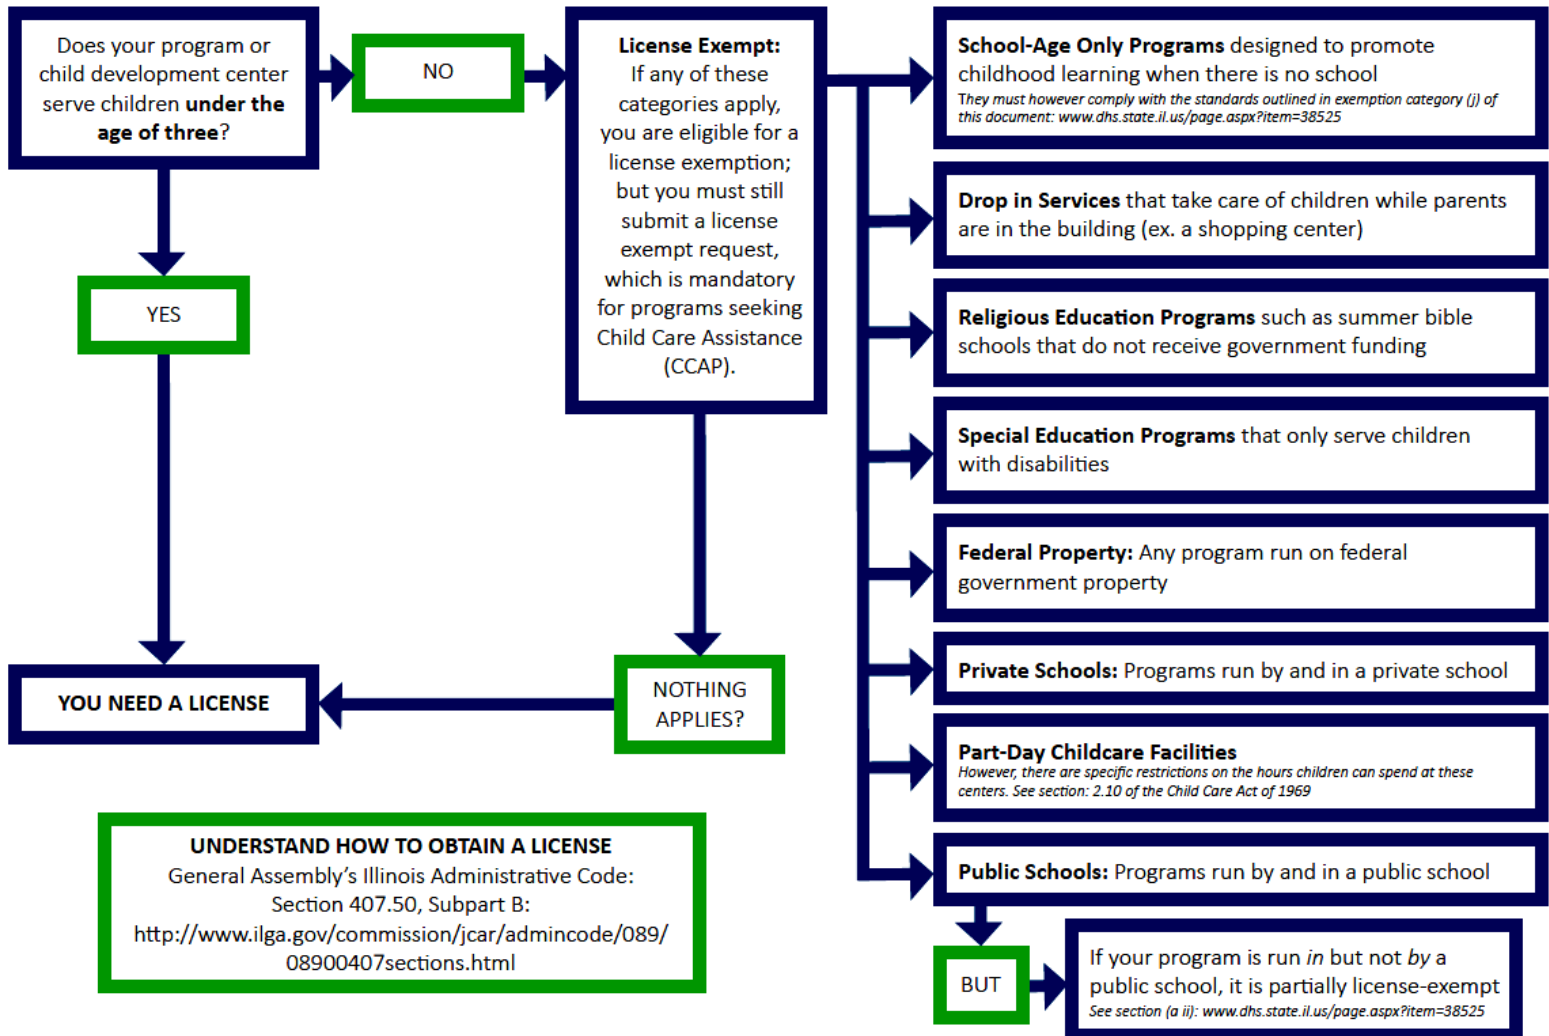 Does your program or
child development center
serve children under the
age of three?
NO
YES
YOU NEED A LICENSE
License Exempt:
If any of these
categories apply,
you are eligible for a
license exemption;
but you must still
submit a license
exempt request,
which is mandatory
for programs seeking
Child Care Assistance
(CCAP).
NOTHING
APPLIES?
School-Age Only Programs designed to promote
childhood learning when there is no school
They must however comply with the standards outlined in exemption category (j) of
this document: www.dhs.state.il.us/page.aspx?item=38525
Drop in Services that take care of children while parents
are in the building (ex. a shopping center)
Religious Education Programs such as summer bible
schools that do not receive government funding
Special Education Programs that only serve children
with disabilities
Federal Property: Any program run on federal
government property
Private Schools: Programs run by and in a private school
Part-Day Childcare Facilities
However, there are specific restrictions on the hours children can spend at these
centers. See section: 2.10 of the Child Care Act of 1969
Public Schools: Programs run by and in a public school
BUT
If your program is run in but not by a
public school, it is partially license-exempt
See section (a ii): www.dhs.state.il.us/page.aspx?item=38525
UNDERSTAND HOW TO OBTAIN A LICENSE
General Assembly's Illinois Administrative Code:
Section 407.50, Subpart B:
http://www.ilga.gov/commission/jcar/admincode/089/
08900407sections.html